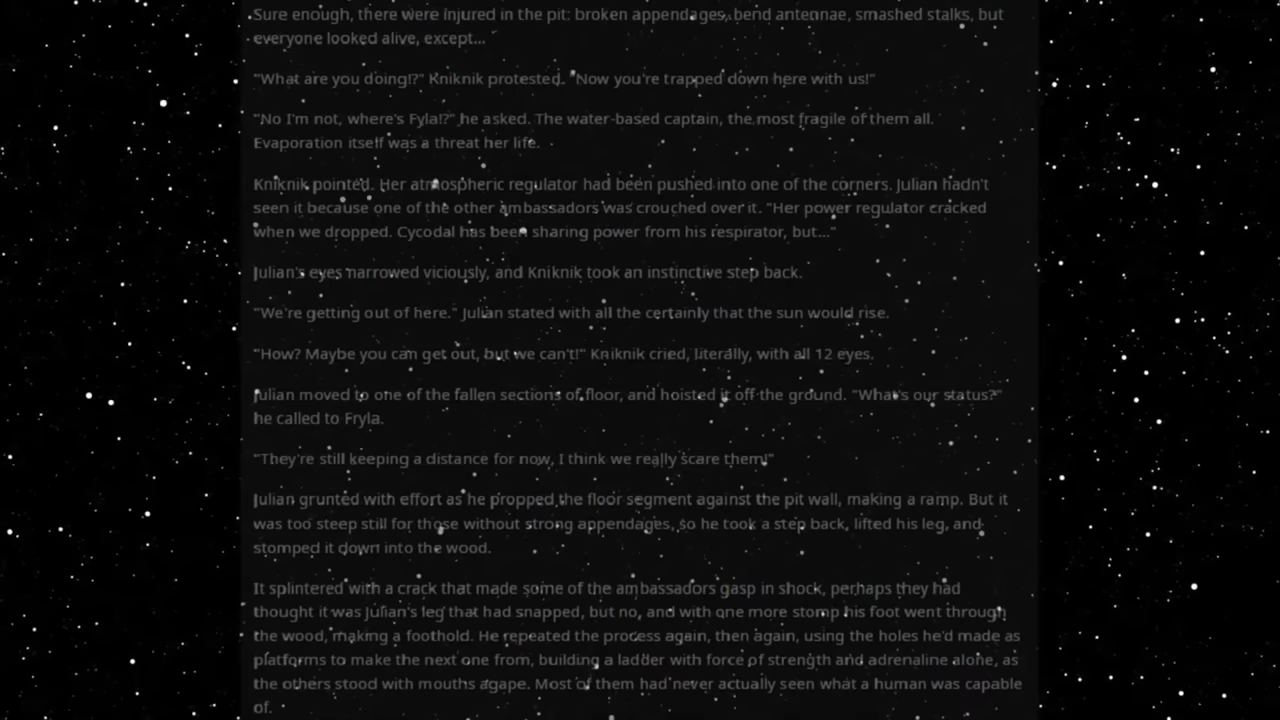 Sure enough, there were injured in the pit: broken appendages, bend antennae, smashed stalks, but
everyone looked alive, except...
"What are you doing!?" Kniknik protested. "Now you're trapped down here with us!"
"No I'm not, where's Fyla!?" he asked. The water-based captain, the most fragile of them all.
Evaporation itself was a threat her life.
Kniknik pointed. Her atmospheric regulator had been pushed into one of the corners. Julian hadn't
seen it because one of the other ambassadors was crouched over it. "Her power regulator cracked
when we dropped. Cycodal has been sharing power from his respirator, but..."
Julian's eyes narrowed viciously, and Kniknik took an instinctive step back.
"We're getting out of here." Julian stated with all the certainly that the sun would rise.
"How? Maybe you can get out, but we can't!" Kniknik cried, literally, with all 12 eyes.
Julian moved to one of the fallen sections of floor, and hoisted it off the ground. "What's our status?"
he called to Fryla.
"They're still keeping a distance for now, I think we really scare them!"
Julian grunted with effort as he propped the floor segment against the pit wall, making a ramp. But it
was too steep still for those without strong appendages, so he took a step back, lifted his leg, and
stomped it down into the wood.
It splintered with a crack that made some of the ambassadors gasp in shock, perhaps they had
thought it was Julian's leg that had snapped, but no, and with one more stomp his foot went through
the wood, making a foothold. He repeated the process again, then again, using the holes he'd made as
platforms to make the next one from, building a ladder with force of strength and adrenaline alone, as
the others stood with mouths agape. Most of them had never actually seen what a human was capable
of.